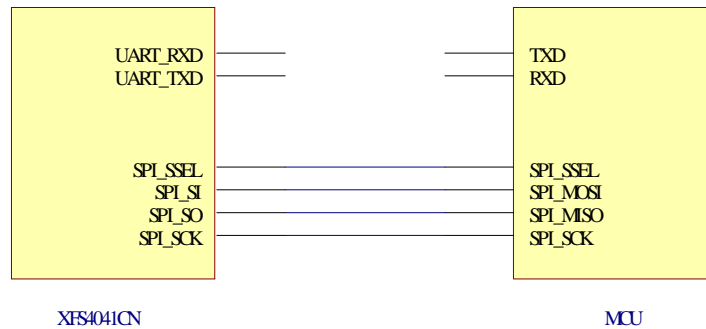 UART_RXD TXD
UART_TXD RXD
SPI_SSEL SPI_SSEL
SPI_SI SPI_MOSI
SPI_SO SPI_MISO
SPI_SCK SPI_SCK
XFS4041CN MCU